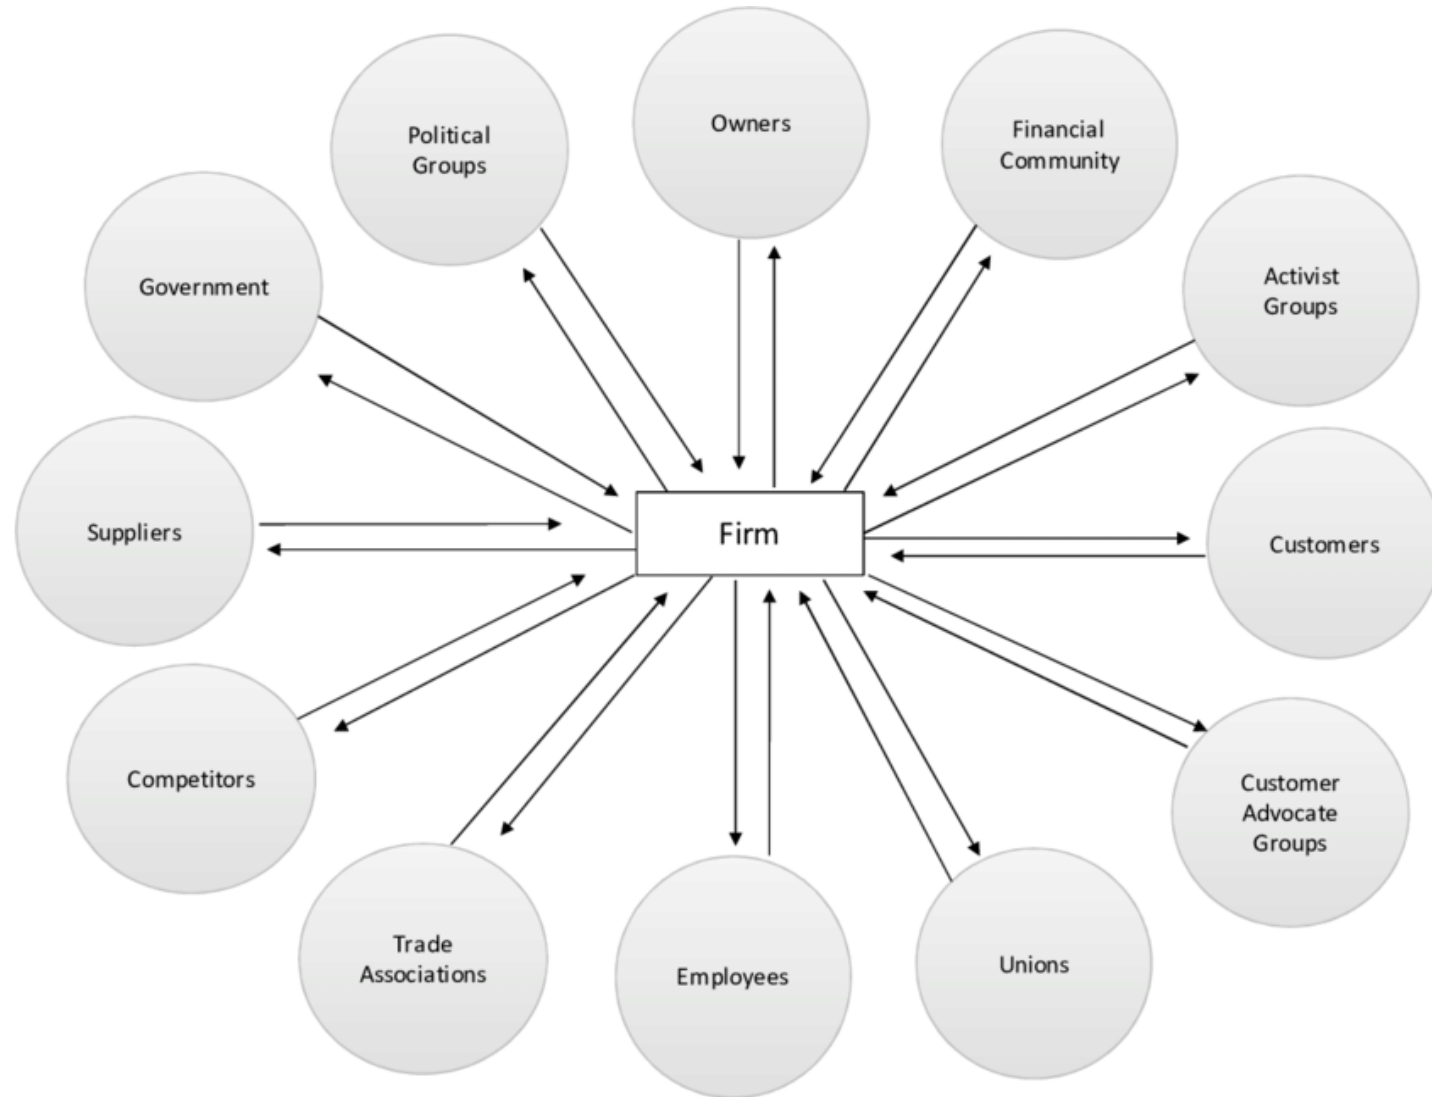 Owners
Political
Groups
Financial
Community
Government
Activist
Groups
Suppliers
Firm
Customers
Competitors
Customer
Advocate
Groups
Trade
Associations
Employees
Unions